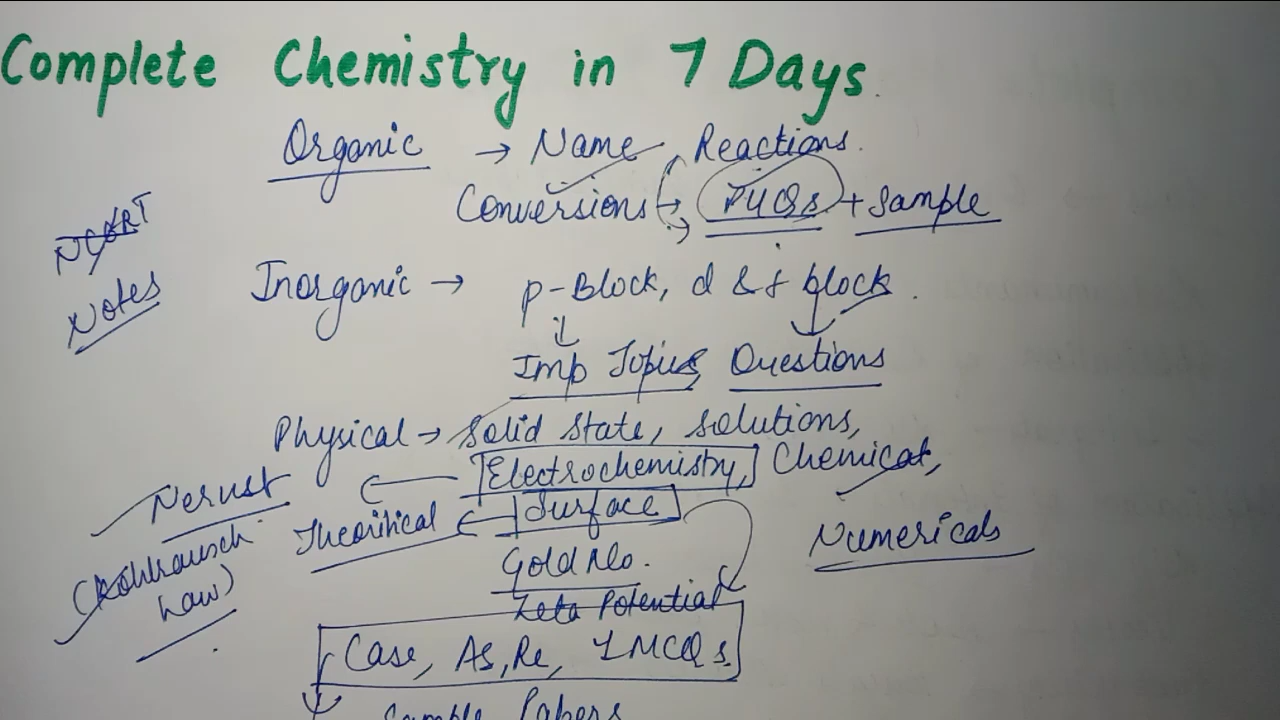 Complete Chemistry in 7 Days.
Organic → Name Reactions.
Conversions → PYQs + Sample
NCERT
Notes
Inorganic → p-Block, d & f block.
Imp Topics, Questions
Physical → Solid State, Solutions,
Electrochemistry, Chemical,
Nernst
Theoritical Surface
(Kohlrausch
Law)
Numericals
Gold No.
Zeta Potential
Case, As, Re, MCQs.
Sample Papers